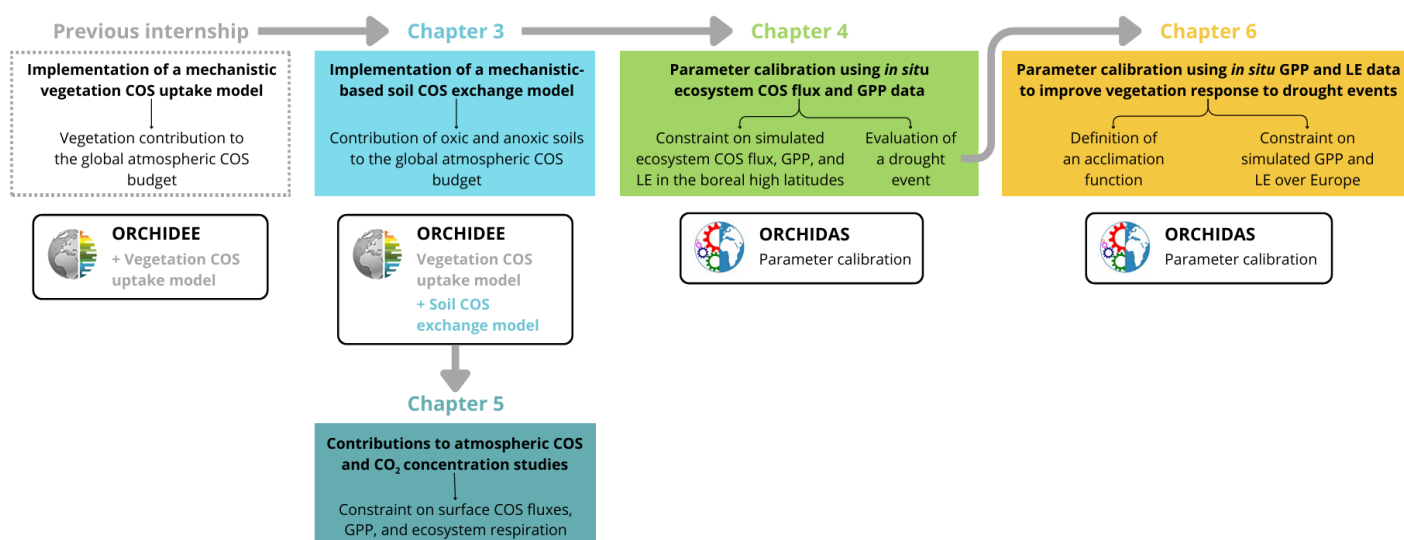 Previous internship
Implementation of a mechanistic
vegetation COS uptake model
Vegetation contribution to
the global atmospheric COS
budget
ORCHIDEE
+ Vegetation COS
uptake model
Chapter 3
Implementation of a mechanistic-
based soil COS exchange model
Contribution of oxic and anoxic soils
to the global atmospheric COS
budget
ORCHIDEE
Vegetation COS
uptake model
+ Soil COS
exchange model
Chapter 5
Contributions to atmospheric COS
and CO2 concentration studies
Constraint on surface COS fluxes,
GPP, and ecosystem respiration
Chapter 4
Parameter calibration using in situ
ecosystem COS flux and GPP data
Constraint on simulated
ecosystem COS flux, GPP, and
LE in the boreal high latitudes
Evaluation of
a drought
event
ORCHIDAS
Parameter calibration
Chapter 6
Parameter calibration using in situ GPP and LE data
to improve vegetation response to drought events
Definition of
an acclimation
function
Constraint on
simulated GPP and
LE over Europe
ORCHIDAS
Parameter calibration